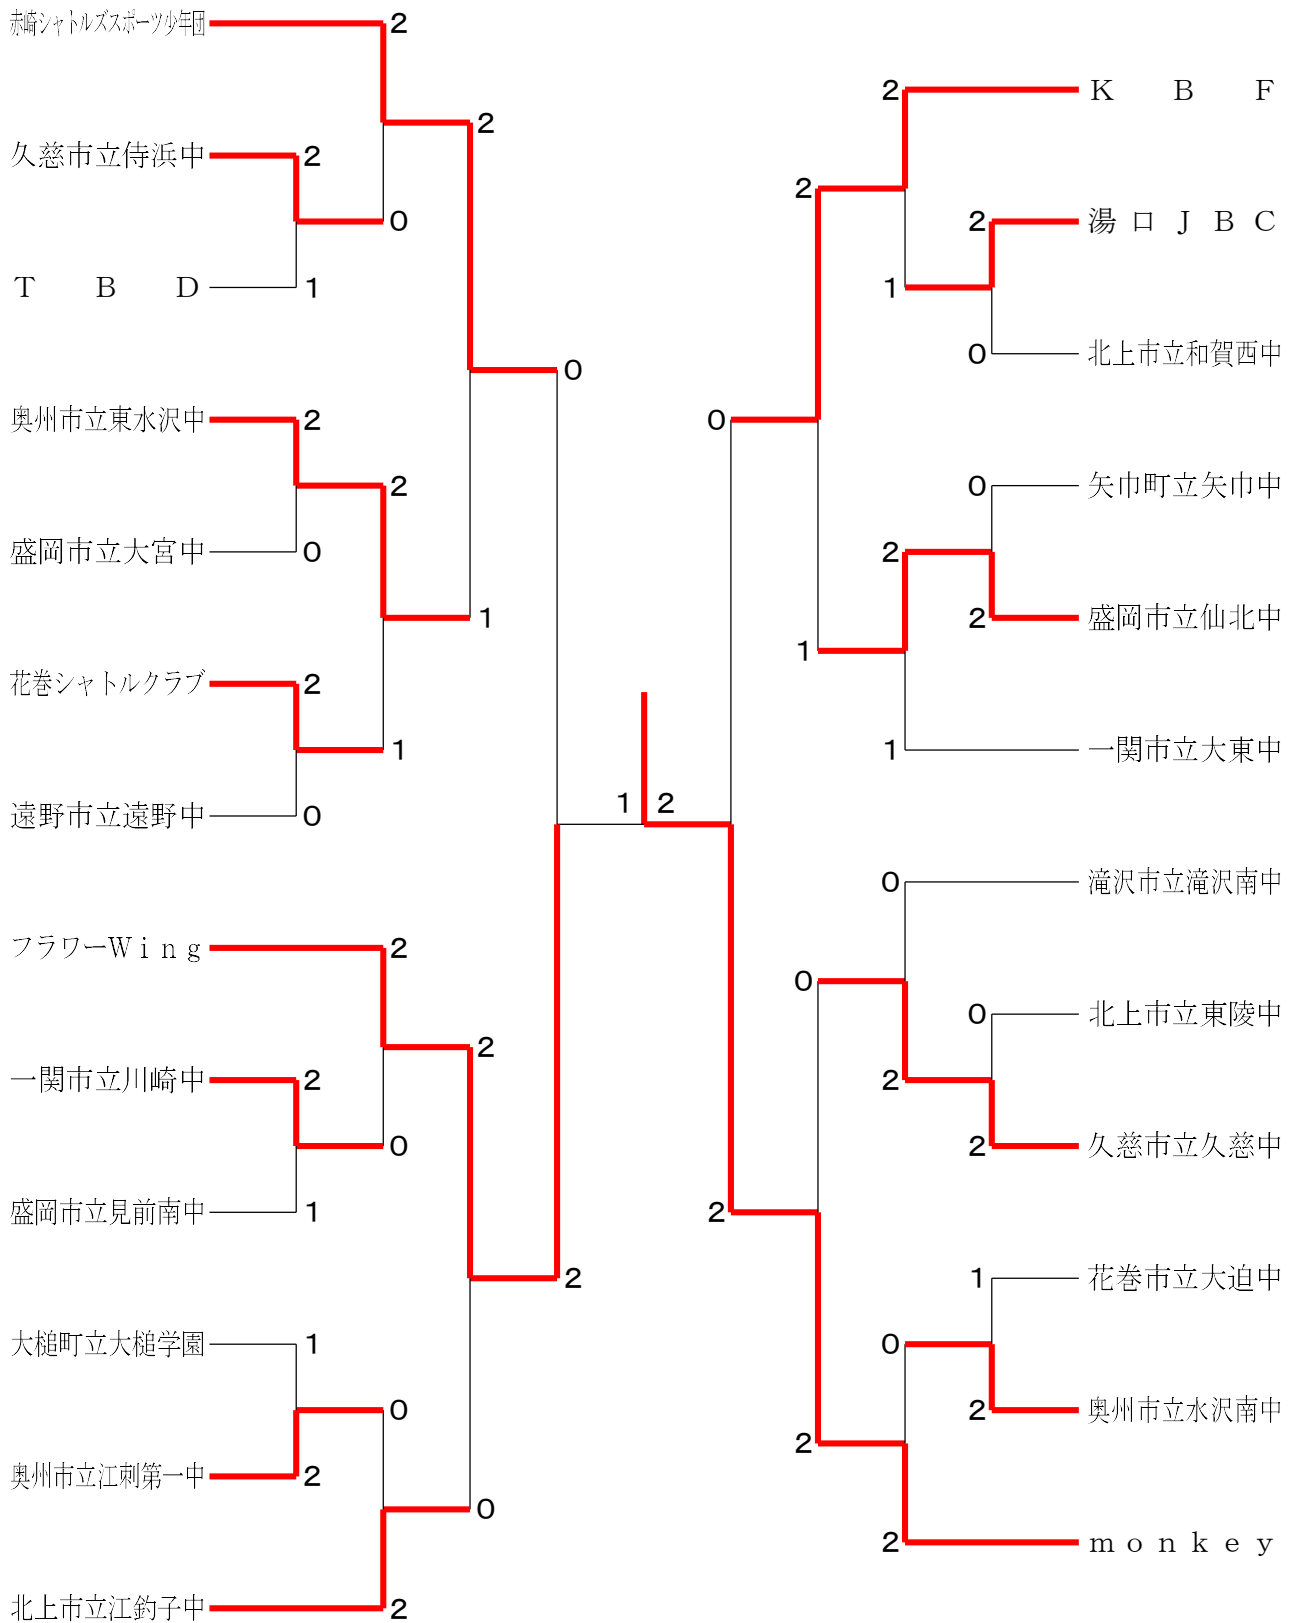 赤崎シャトルズスポーツ少年団 2
2 K B F
2
久慈市立侍浜中 2
2
0
2 湯口JBC
T B D 1
1
0 北上市立和賀西中
0
奥州市立東水沢中 2
0
2
0 矢巾町立矢巾中
盛岡市立大宮中 0
2
1
2 盛岡市立仙北中
1
花巻シャトルクラブ 2
1
1 一関市立大東中
遠野市立遠野中 0
1 2
0 滝沢市立滝沢南中
フラワーWing 2
0
0 北上市立東陵中
2
一関市立川崎中 2
2
0
2 久慈市立久慈中
盛岡市立見前南中 1
2
2
1 花巻市立大迫中
大槌町立大槌学園 1
0
0
2 奥州市立水沢南中
2
奥州市立江刺第一中 2
0
2 monkey
北上市立江釣子中 2